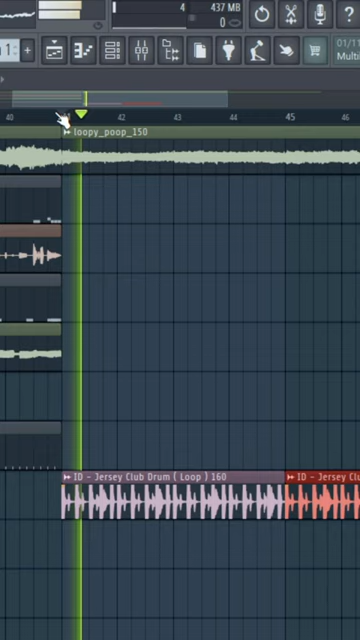 4
437 MB
0
1
01/11
Multi
40
42
43
44
45
46
loopy_poop_150
ID - Jersey Club Drum ( Loop ) 160
ID - Jersey Clu